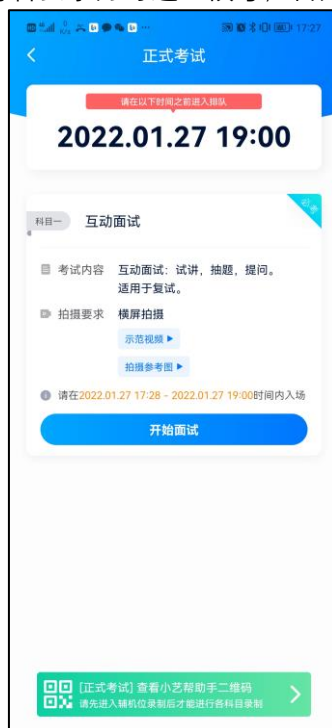 17:27
正式考试
请在以下时间之前进入排队
2022.01.27 19:00
必考
科目一 互动面试
考试内容 互动面试：试讲，抽题，提问。
适用于复试。
拍摄要求 横屏拍摄
示范视频
拍摄参考图
请在2022.01.27 17:28 - 2022.01.27 19:00时间内入场
开始面试
[正式考试] 查看小艺帮助手二维码
请先进入辅机位录制后才能进行各科目录制